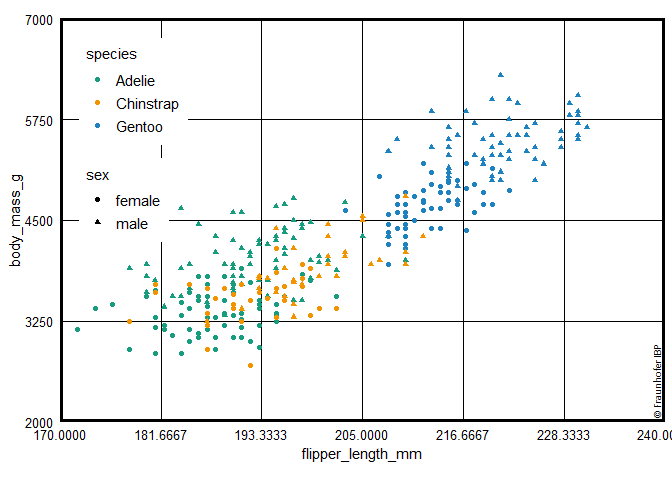 7000
5750
4500
3250
2000
body_mass_g
species
Adelie
Chinstrap
Gentoo
sex
female
male
© Fraunhofer IBP
170.0000 181.6667 193.3333 205.0000 216.6667 228.3333 240.00
flipper_length_mm